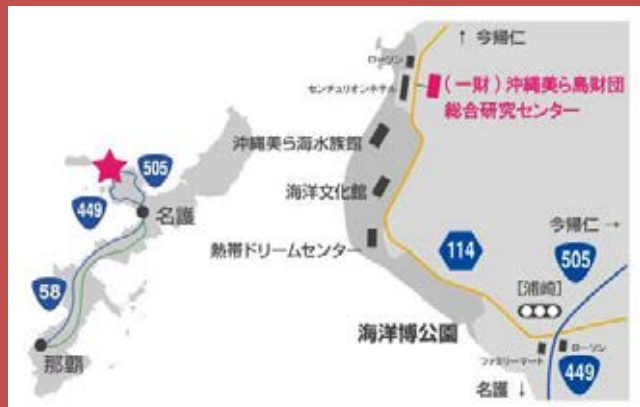 505
449
名護
58
那覇
↑ 今帰仁
ローソン
センチュリオンホテル
(一財)沖縄美ら島財団
総合研究センター
沖縄美ら海水族館
海洋文化館
熱帯ドリームセンター
114
今帰仁 →
505
[浦崎]
海洋博公園
ファミリーマート
ローソン
449
名護 ↓